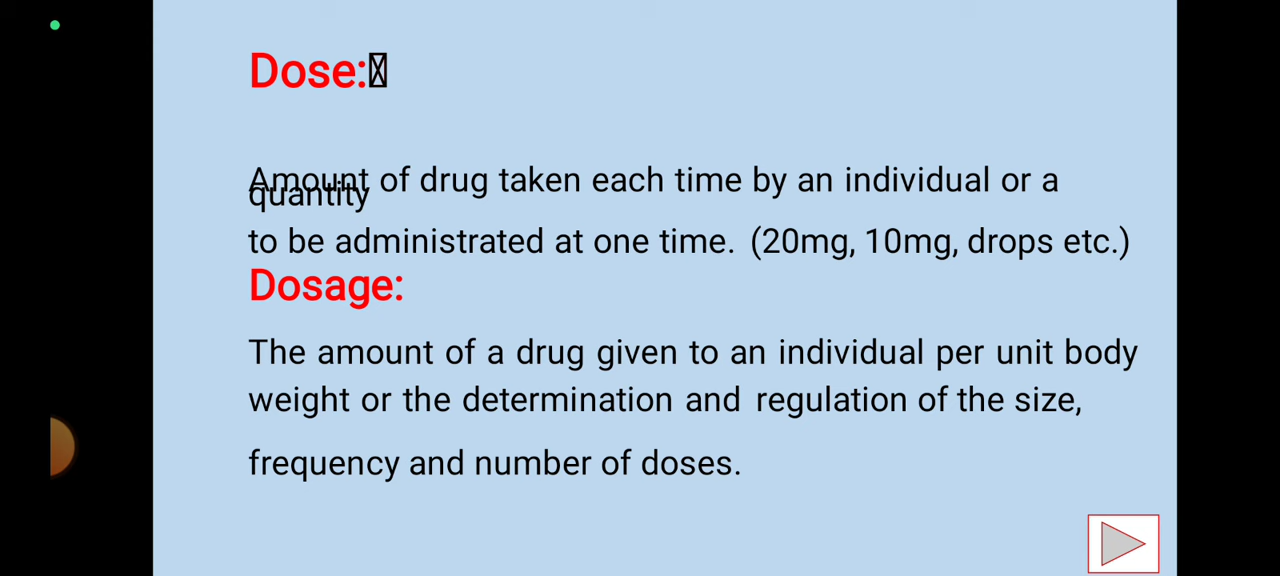 Dose:
Amount of drug taken each time by an individual or a
quantity
to be administrated at one time. (20mg, 10mg, drops etc.)
Dosage:
The amount of a drug given to an individual per unit body
weight or the determination and regulation of the size,
frequency and number of doses.